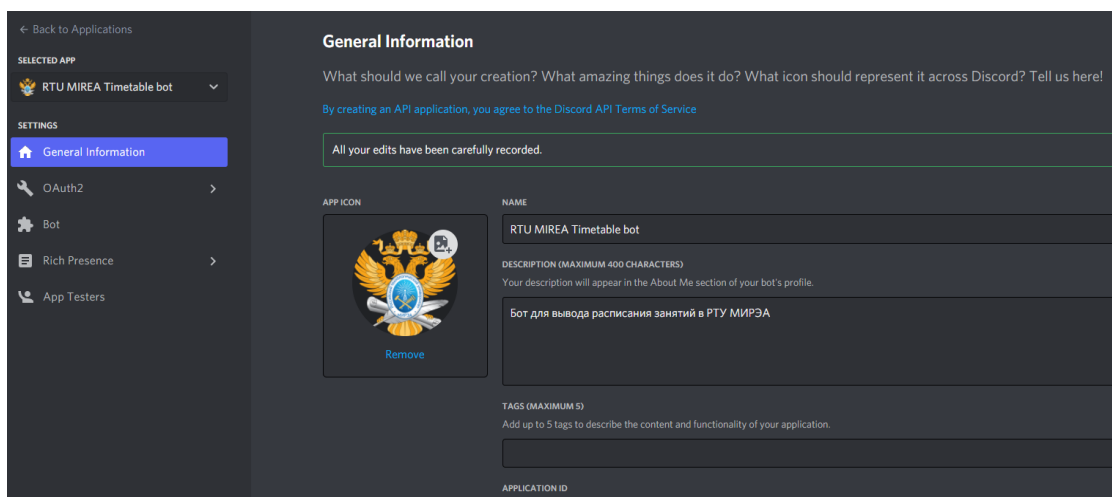 ← Back to Applications
SELECTED APP
RTU MIREA Timetable bot
SETTINGS
General Information
OAuth2
Bot
Rich Presence
App Testers
General Information
What should we call your creation? What amazing things does it do? What icon should represent it across Discord? Tell us here!
By creating an API application, you agree to the Discord API Terms of Service
All your edits have been carefully recorded.
APP ICON
Remove
NAME
RTU MIREA Timetable bot
DESCRIPTION (MAXIMUM 400 CHARACTERS)
Your description will appear in the About Me section of your bot's profile.
Бот для вывода расписания занятий в РТУ МИРЭА
TAGS (MAXIMUM 5)
Add up to 5 tags to describe the content and functionality of your application.
APPLICATION ID